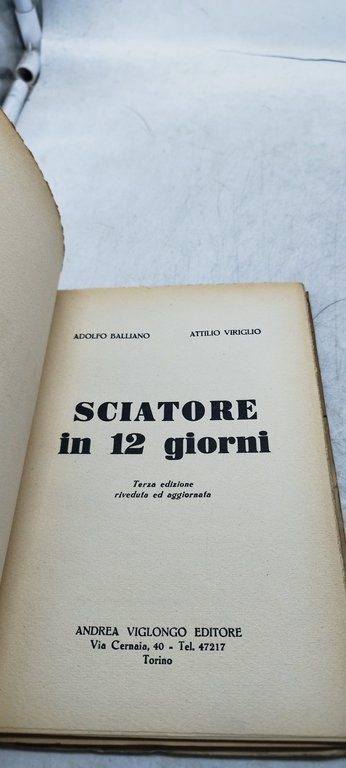 ADOLFO BALLIANO ATTILIO VIRIGLIO
SCIATORE
in 12 giorni
Terza edizione
riveduta ed aggiornata
ANDREA VIGLONGO EDITORE
Via Cernaia, 40 - Tel. 47217
Torino